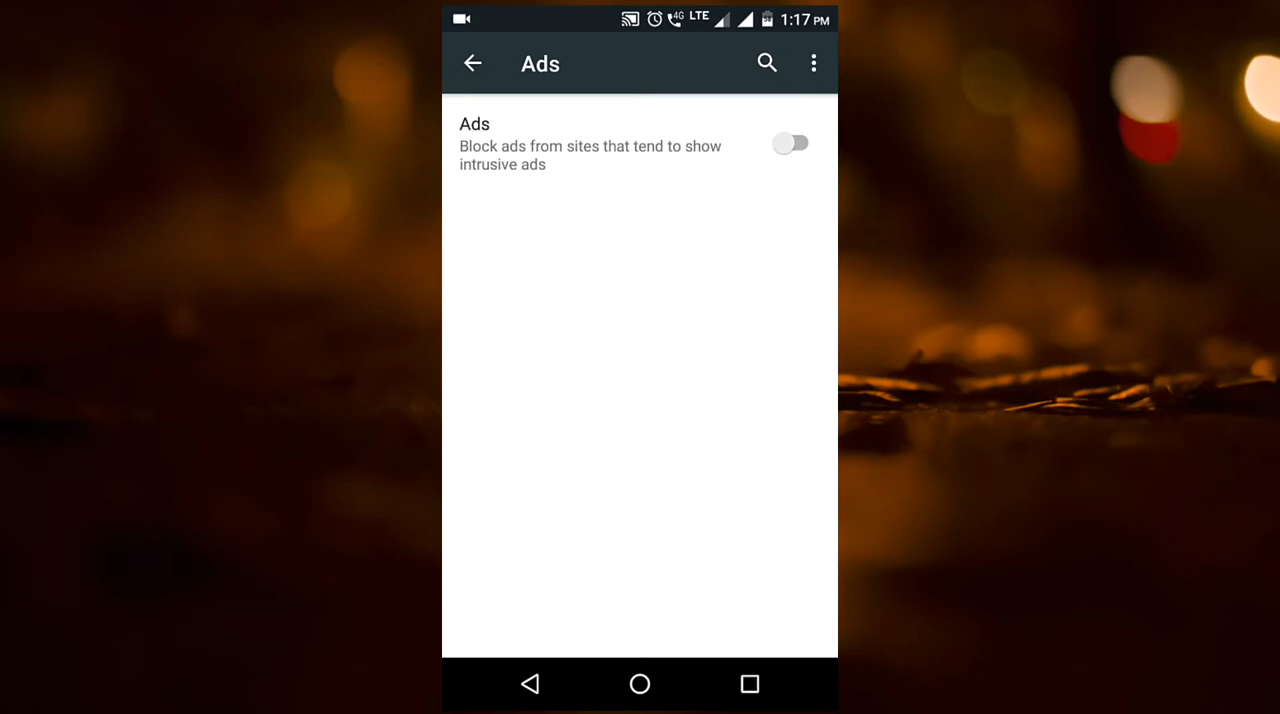 4G LTE 1:17 PM
Ads
Ads
Block ads from sites that tend to show
intrusive ads